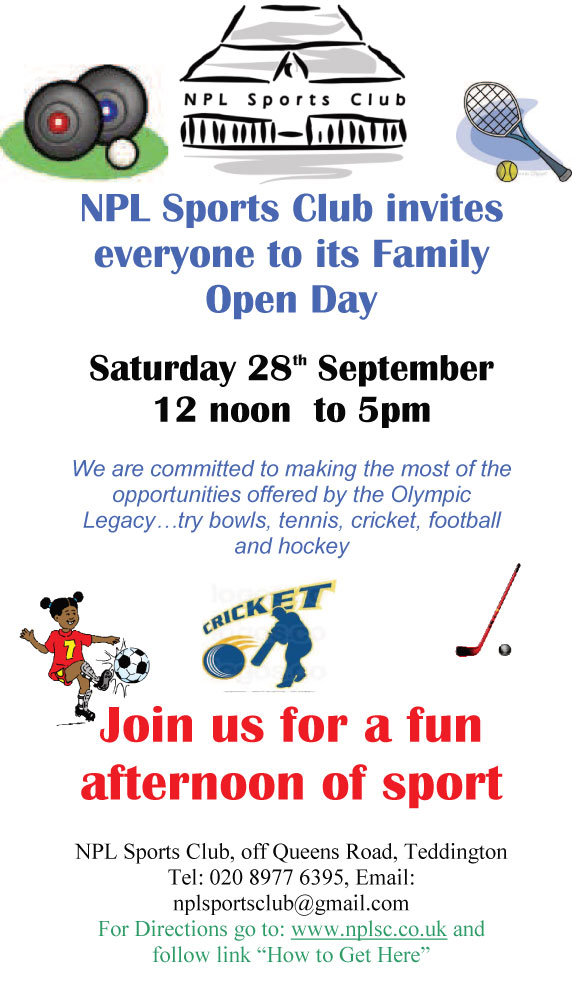 NPL Sports Club
NPL Sports Club invites
everyone to its Family
Open Day
Saturday 28th September
12 noon to 5pm
We are committed to making the most of the
opportunities offered by the Olympic
Legacy…try bowls, tennis, cricket, football
and hockey
CRICKET
7
Join us for a fun
afternoon of sport
NPL Sports Club, off Queens Road, Teddington
Tel: 020 8977 6395, Email:
nplsportsclub@gmail.com
For Directions go to: www.nplsc.co.uk and
follow link “How to Get Here”